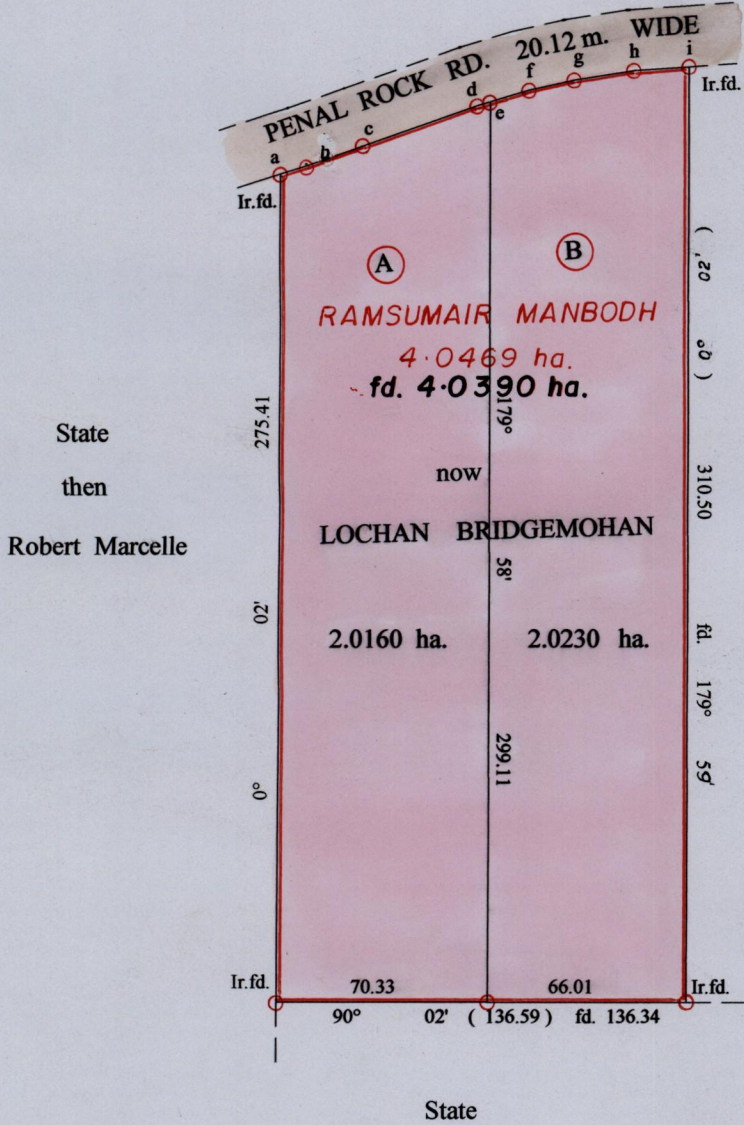 PENAL ROCK RD. 20.12 m. WIDE
a
b
c
d
e
f
g
h
i
Ir.fd.
Ir.fd.
A
B
RAMSUMAIR MANBODH
4.0469 ha.
fd. 4.0390 ha.
now
LOCHAN BRIDGEMOHAN
2.0160 ha.
2.0230 ha.
State
then
Robert Marcelle
0° 02' 275.41
179° 58' 299.11
( 0° 02' ) 310.50 fd. 179° 59'
Ir.fd.
70.33
66.01
Ir.fd.
90° 02' ( 136.59 ) fd. 136.34
State